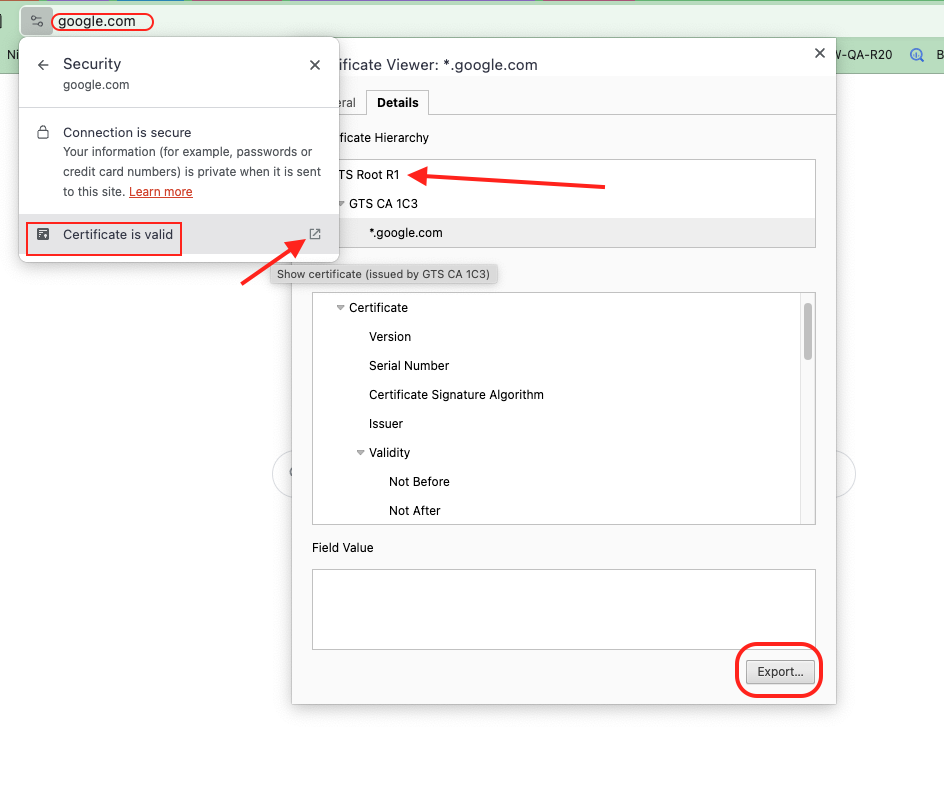 google.com
Ni
W-QA-R20
B
Security
google.com
Connection is secure
Your information (for example, passwords or
credit card numbers) is private when it is sent
to this site. Learn more
Certificate is valid
Show certificate (issued by GTS CA 1C3)
ificate Viewer: *.google.com
eral
Details
ificate Hierarchy
TS Root R1
GTS CA 1C3
*.google.com
Certificate
Version
Serial Number
Certificate Signature Algorithm
Issuer
Validity
Not Before
Not After
Field Value
Export...